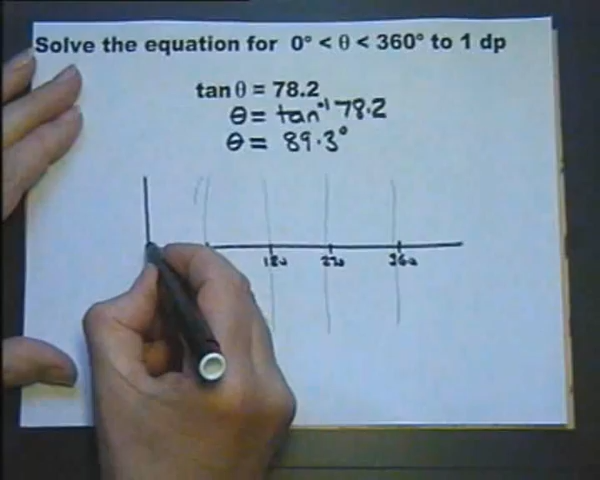 Solve the equation for 0° < θ < 360° to 1 dp
tan θ = 78.2
θ = tan⁻¹ 78.2
θ = 89.3°
180 270 360